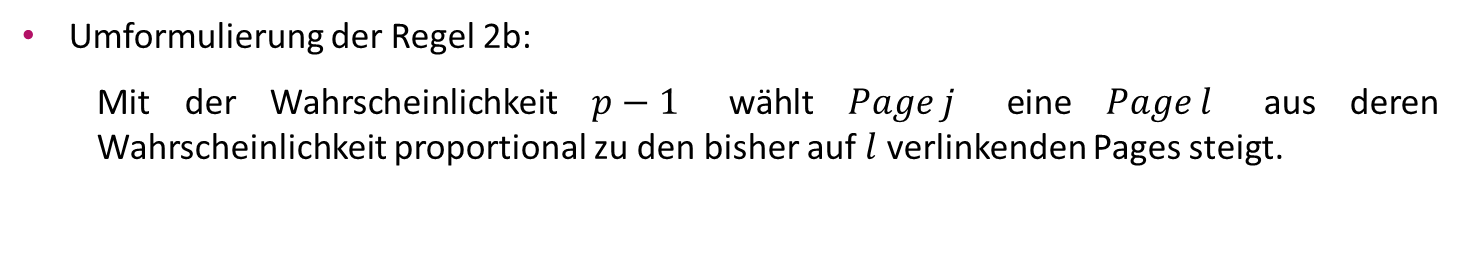 • Umformulierung der Regel 2b:
Mit der Wahrscheinlichkeit p − 1 wählt Page j eine Page l aus deren
Wahrscheinlichkeit proportional zu den bisher auf l verlinkenden Pages steigt.